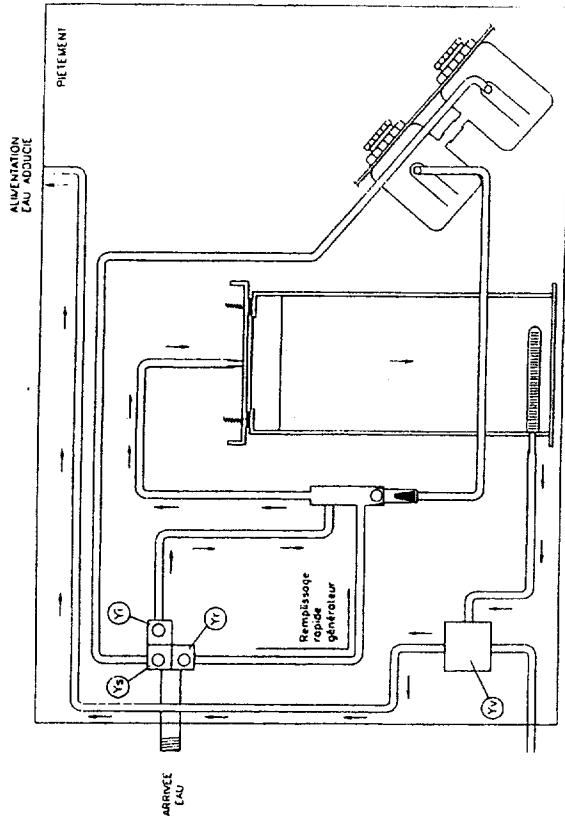 ALIMENTATION
EAU ADOUCIE
PIETEMENT
Yi
Yr
Ys
Remplissage
rapide
générateur
Yv
ARRIVEE
EAU